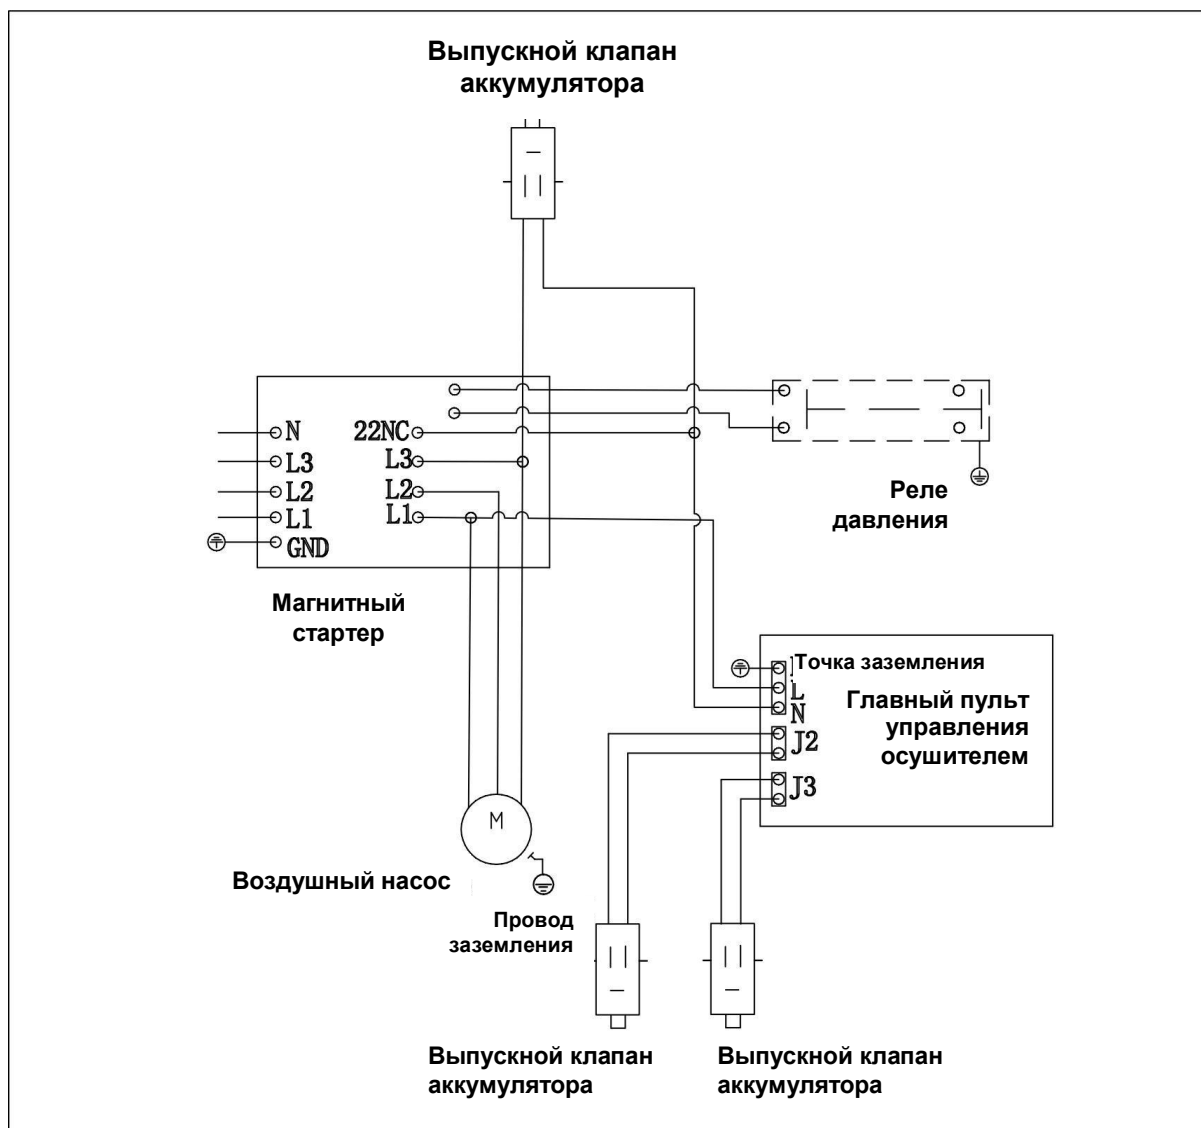 Выпускной клапан
аккумулятора
N
L3
L2
L1
GND
22NC
L3
L2
L1
Магнитный
стартер
Реле
давления
Точка заземления
L
N
J2
J3
Главный пульт
управления
осушителем
M
Воздушный насос
Провод
заземления
Выпускной клапан
аккумулятора
Выпускной клапан
аккумулятора